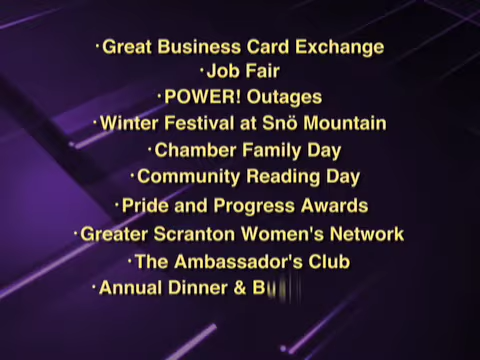 ·Great Business Card Exchange
·Job Fair
·POWER! Outages
·Winter Festival at Snö Mountain
·Chamber Family Day
·Community Reading Day
·Pride and Progress Awards
·Greater Scranton Women's Network
·The Ambassador's Club
·Annual Dinner &